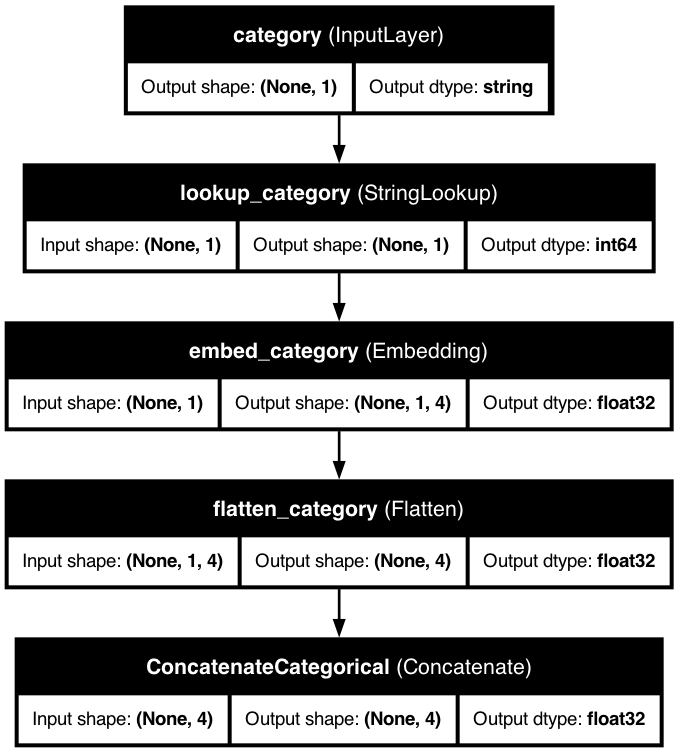 category (InputLayer)
Output shape: (None, 1) Output dtype: string
lookup_category (StringLookup)
Input shape: (None, 1) Output shape: (None, 1) Output dtype: int64
embed_category (Embedding)
Input shape: (None, 1) Output shape: (None, 1, 4) Output dtype: float32
flatten_category (Flatten)
Input shape: (None, 1, 4) Output shape: (None, 4) Output dtype: float32
ConcatenateCategorical (Concatenate)
Input shape: (None, 4) Output shape: (None, 4) Output dtype: float32